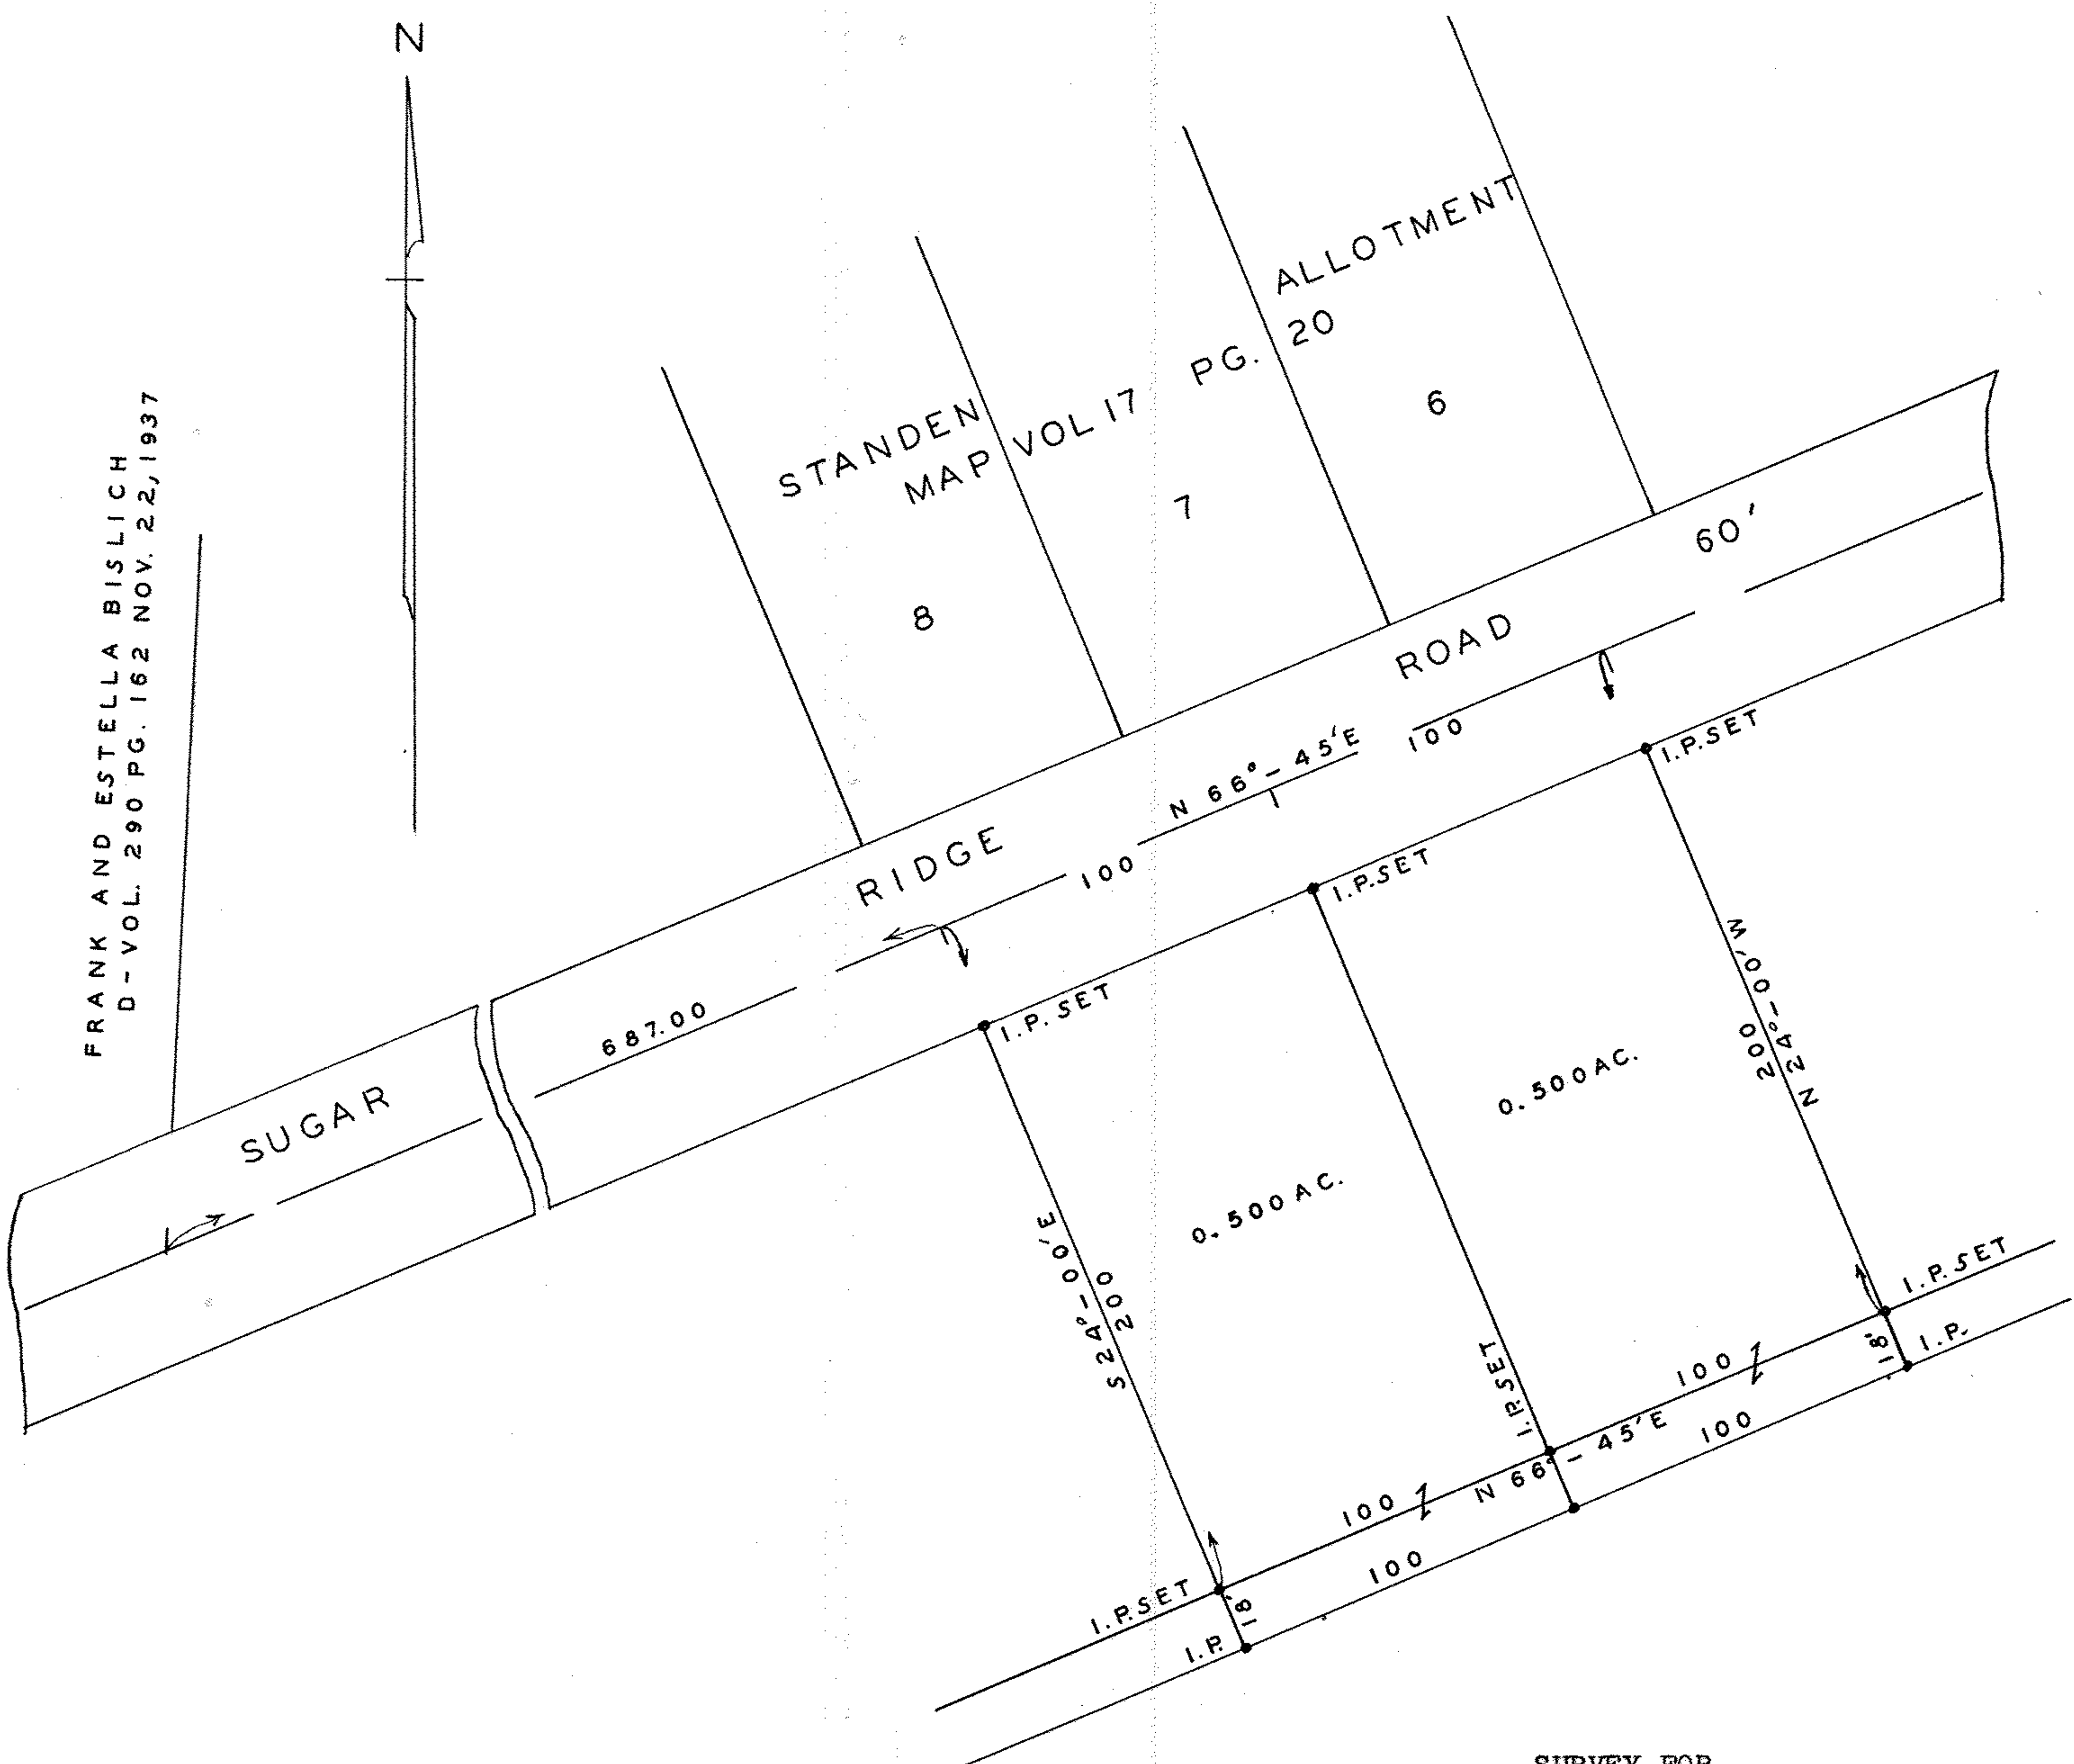 N
FRANK AND ESTELLA BISLICH
D-VOL. 290 PG. 162 NOV. 22, 1937
STANDEN ALLOTMENT
MAP VOL 17 PG. 20
8
7
6
SUGAR RIDGE ROAD 60'
687.00
100
N 66°-45'E
100
I.P. SET
I.P. SET
I.P. SET
S 24°-00'E
200
0.500 AC.
0.500 AC.
N 24°-00'W
200
I.P. SET
I.P. SET
I.P. SET
100
100
N 66°-45'E
18'
18'
I.P.
I.P.
100
100
SURVEY FOR